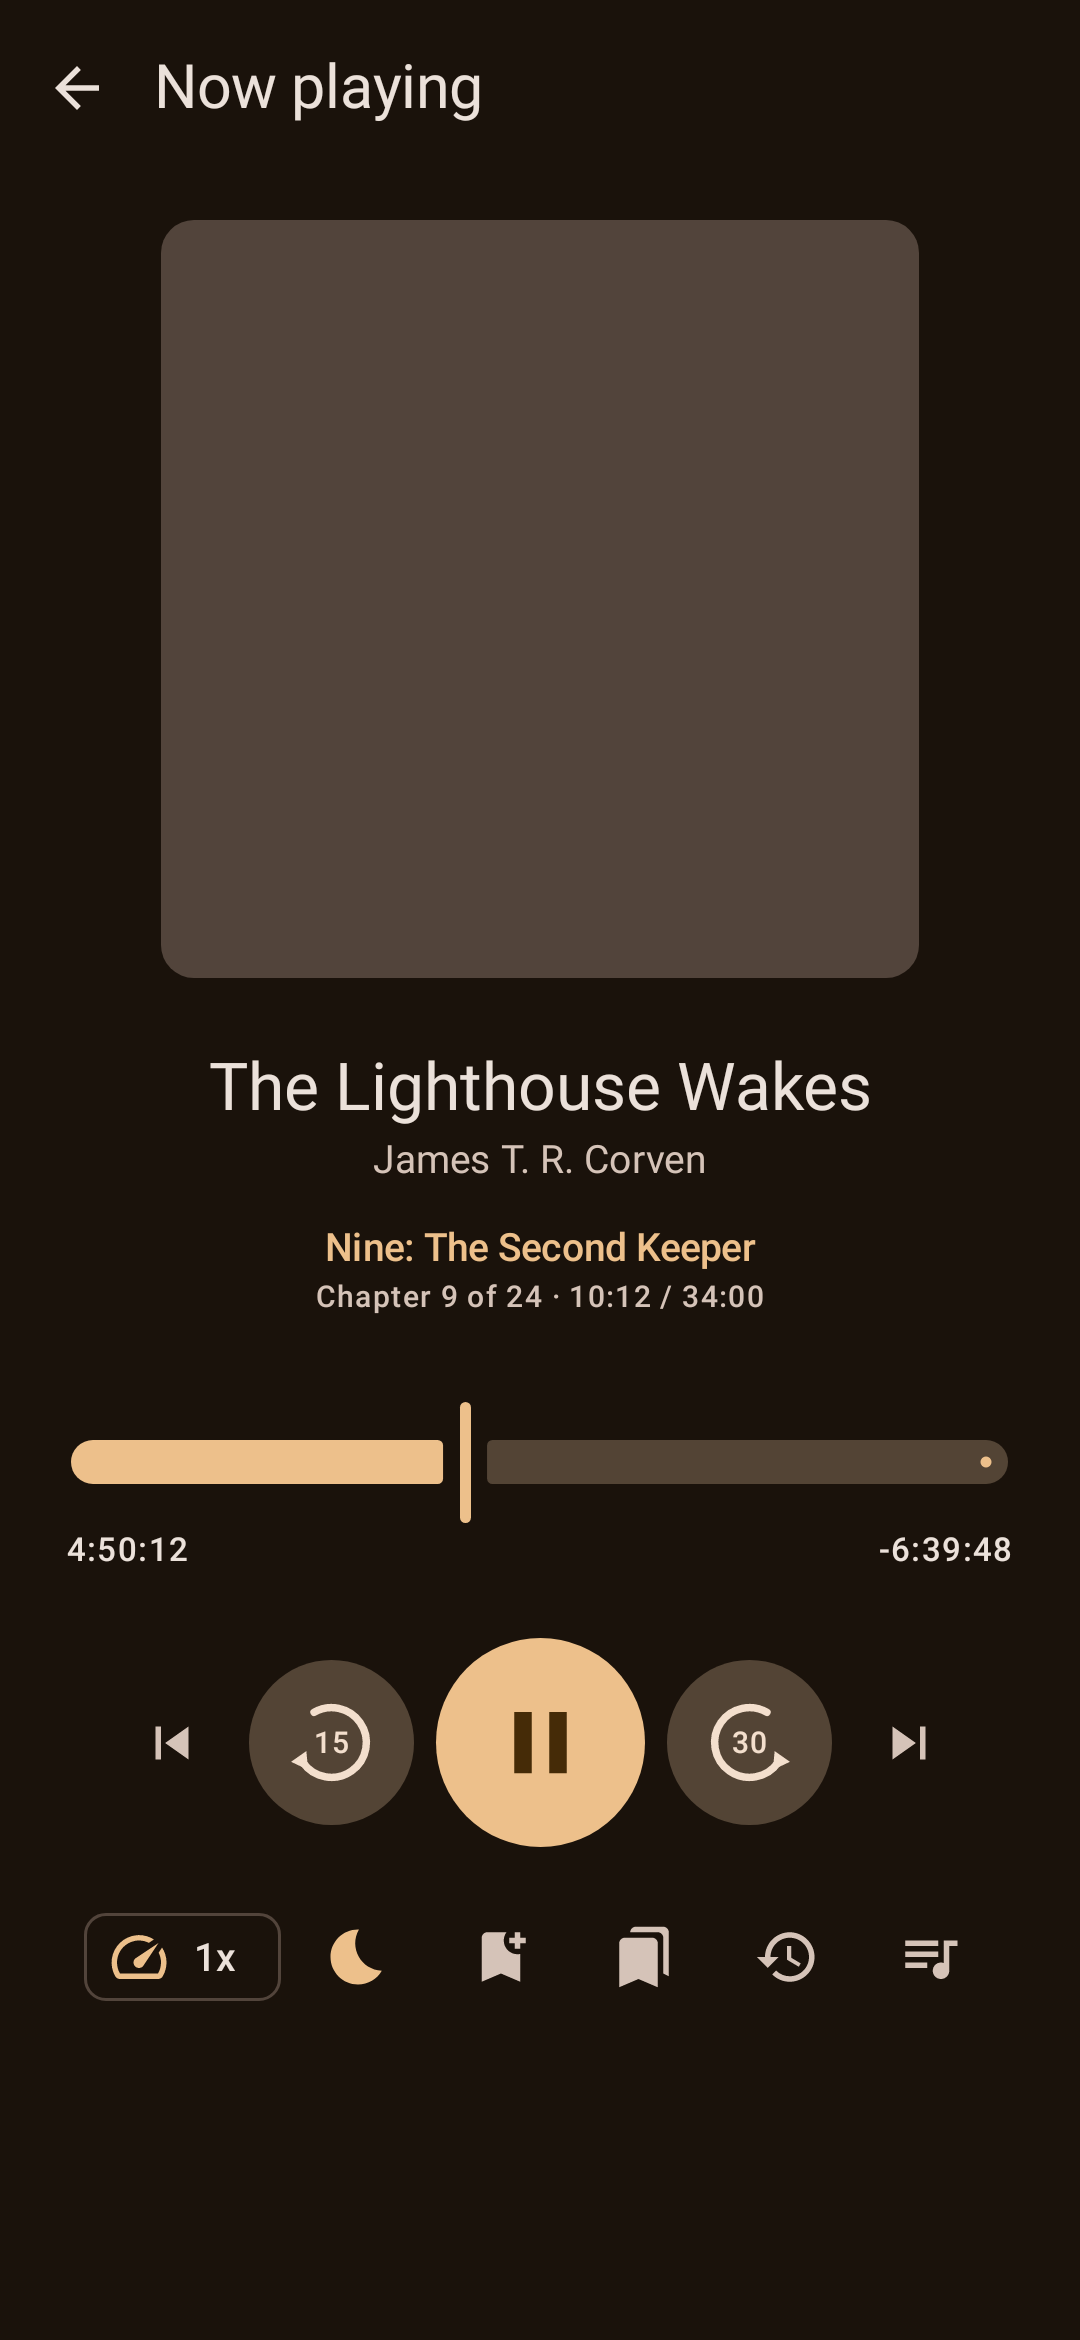 Now playing
The Lighthouse Wakes
James T. R. Corven
Nine: The Second Keeper
Chapter 9 of 24 · 10:12 / 34:00
4:50:12
-6:39:48
15
30
1x